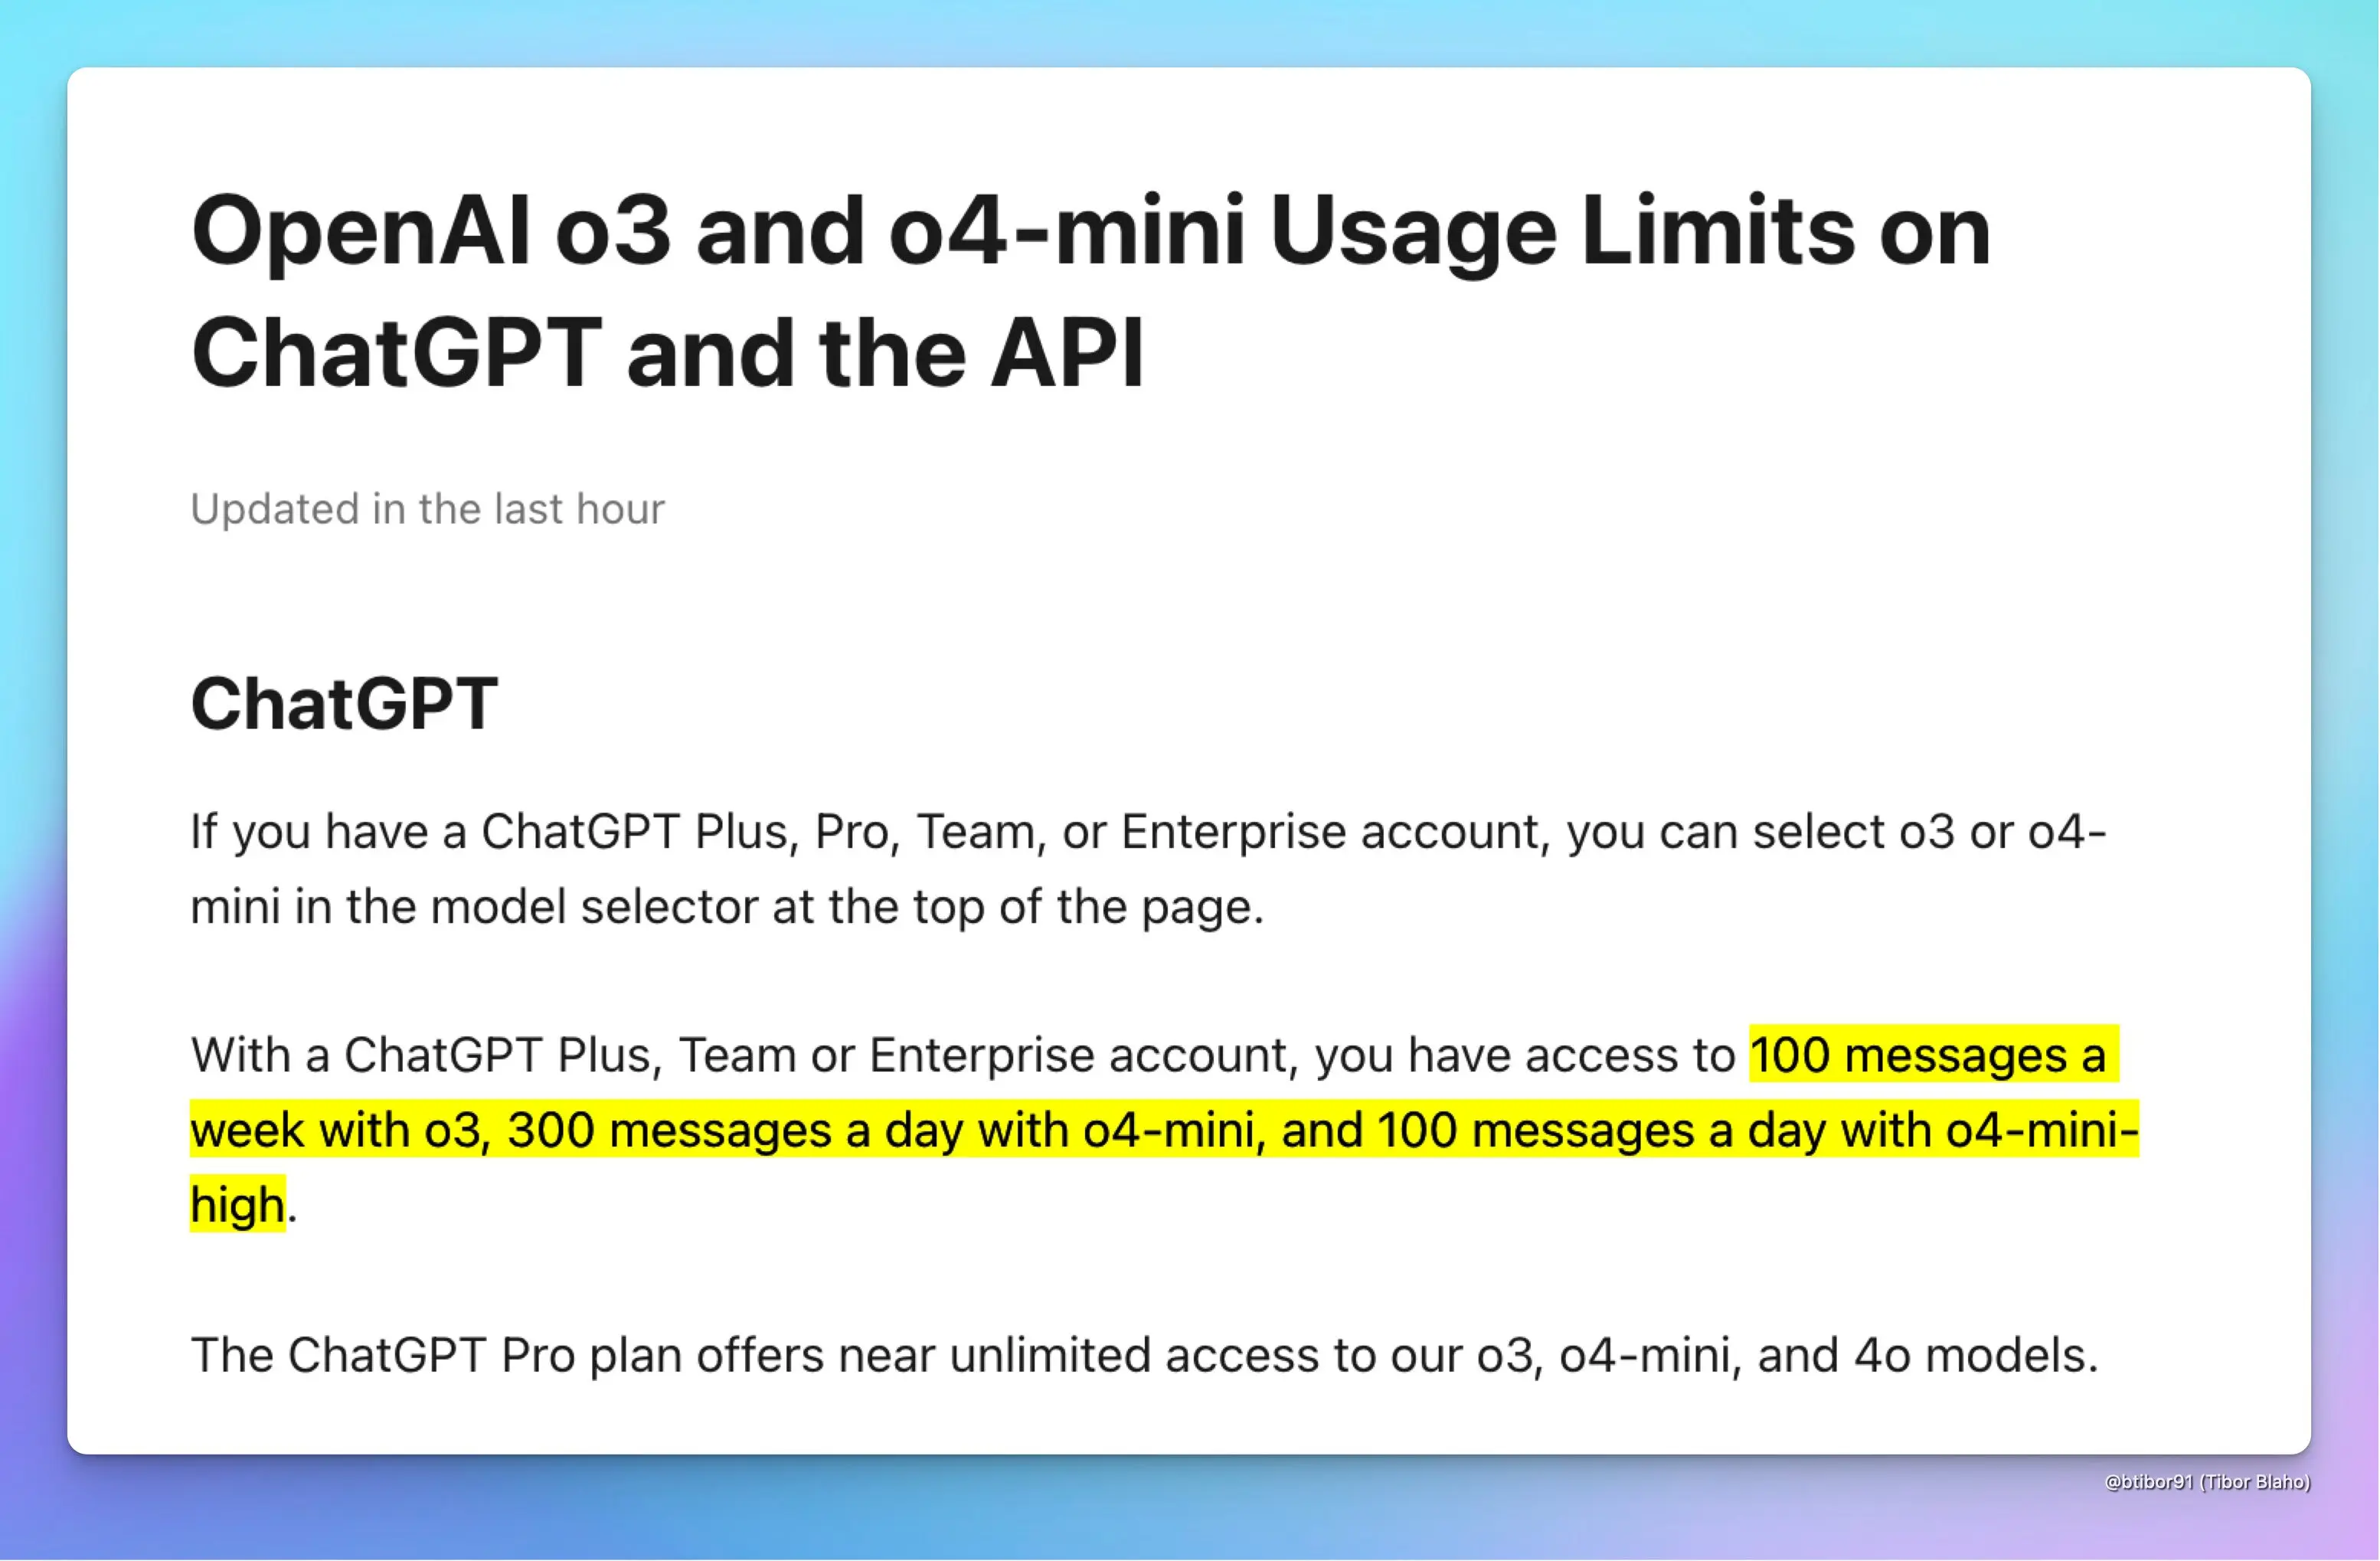 OpenAI o3 and o4-mini Usage Limits on
ChatGPT and the API
Updated in the last hour
ChatGPT
If you have a ChatGPT Plus, Pro, Team, or Enterprise account, you can select o3 or o4-
mini in the model selector at the top of the page.
With a ChatGPT Plus, Team or Enterprise account, you have access to 100 messages a
week with o3, 300 messages a day with o4-mini, and 100 messages a day with o4-mini-
high.
The ChatGPT Pro plan offers near unlimited access to our o3, o4-mini, and 4o models.
@btibor91 (Tibor Blaho)